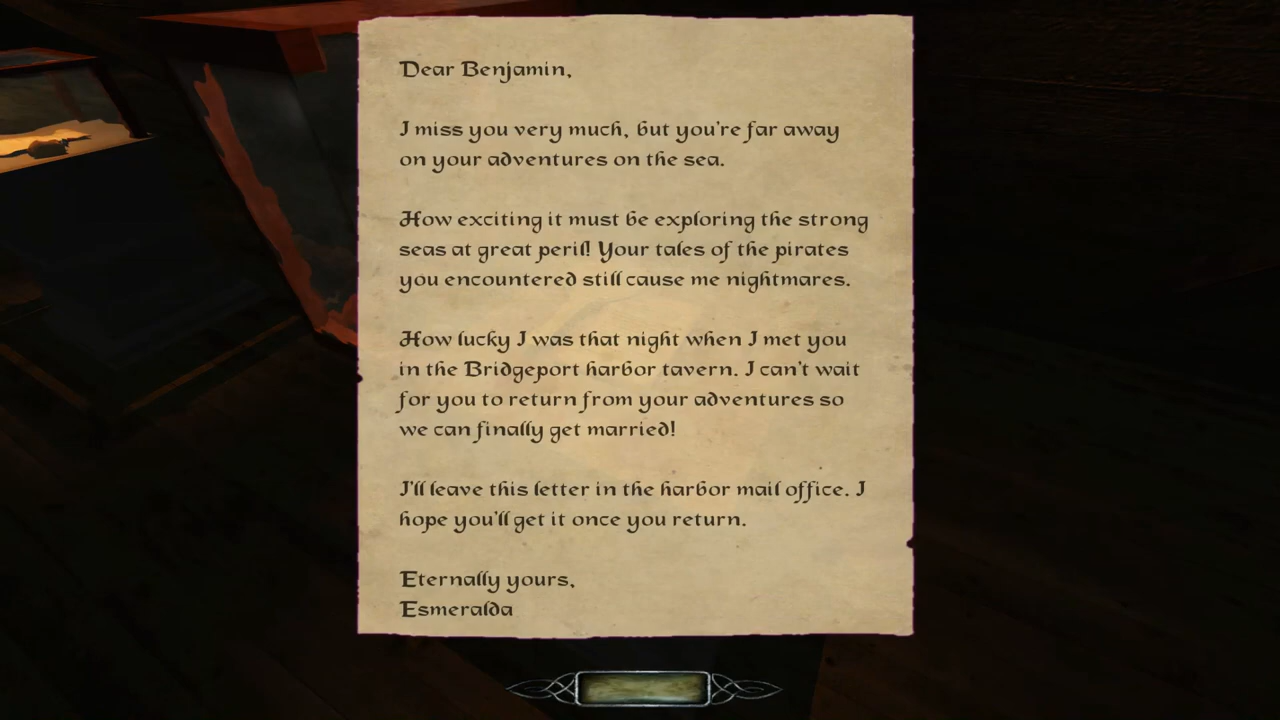 Dear Benjamin,
I miss you very much, but you're far away
on your adventures on the sea.
How exciting it must be exploring the strong
seas at great peril! Your tales of the pirates
you encountered still cause me nightmares.
How lucky I was that night when I met you
in the Bridgeport harbor tavern. I can't wait
for you to return from your adventures so
we can finally get married!
I'll leave this letter in the harbor mail office. I
hope you'll get it once you return.
Eternally yours,
Esmeralda